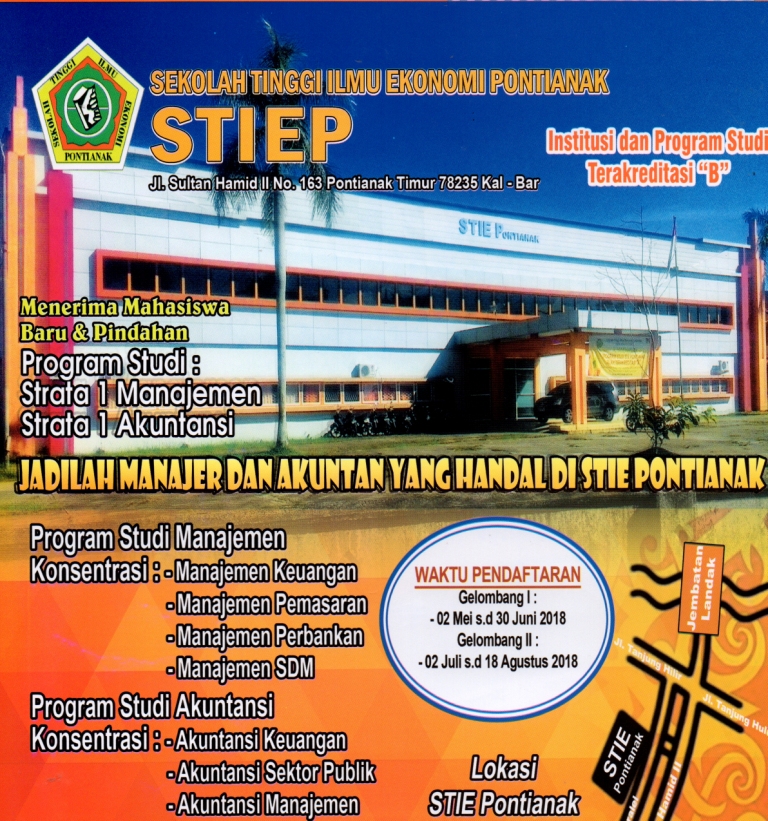 SEKOLAH TINGGI ILMU EKONOMI
PONTIANAK
SEKOLAH TINGGI ILMU EKONOMI PONTIANAK
STIEP
Jl. Sultan Hamid II No. 163 Pontianak Timur 78235 Kal - Bar
Institusi dan Program Studi
Terakreditasi "B"
STIE PONTIANAK
Menerima Mahasiswa
Baru & Pindahan
Program Studi :
Strata 1 Manajemen
Strata 1 Akuntansi
JADILAH MANAJER DAN AKUNTAN YANG HANDAL DI STIE PONTIANAK
Program Studi Manajemen
Konsentrasi : - Manajemen Keuangan
- Manajemen Pemasaran
- Manajemen Perbankan
- Manajemen SDM
Program Studi Akuntansi
Konsentrasi : - Akuntansi Keuangan
- Akuntansi Sektor Publik
- Akuntansi Manajemen
WAKTU PENDAFTARAN
Gelombang I :
- 02 Mei s.d 30 Juni 2018
Gelombang II :
- 02 Juli s.d 18 Agustus 2018
Lokasi
STIE Pontianak
Jembatan
Landak
Jl. Tanjung Hilir
Jl. Tanjung Hulu
STIE
Pontianak
Hamid II